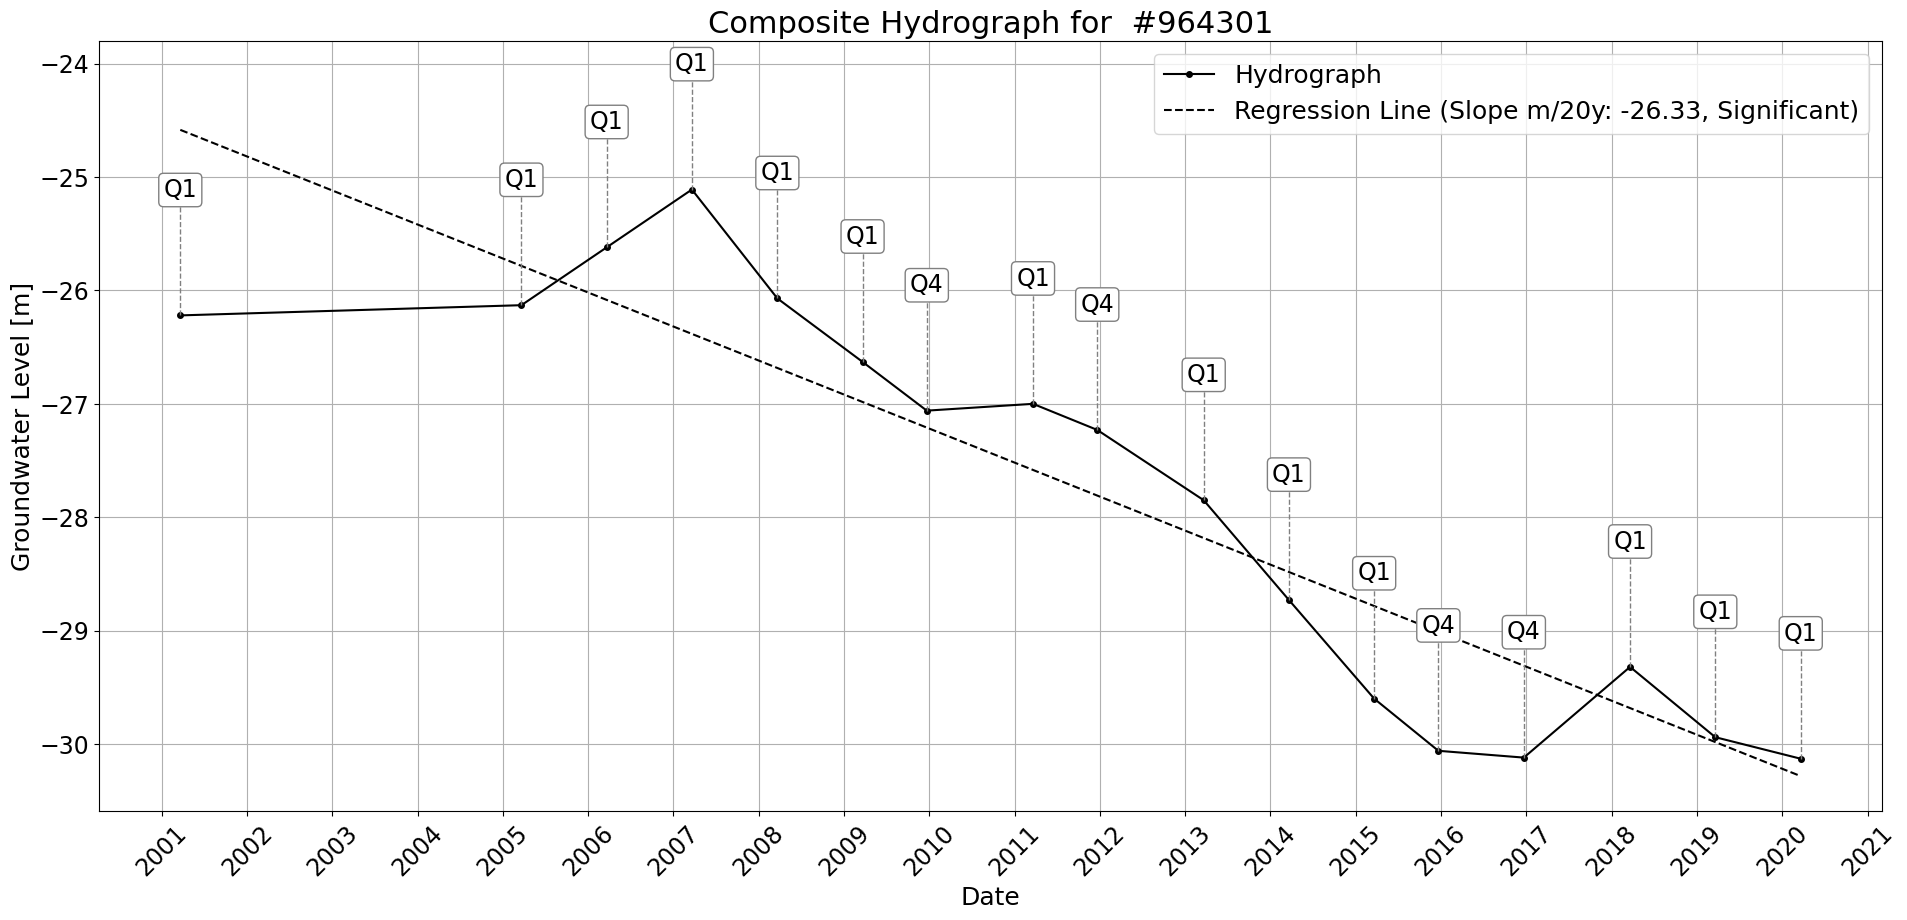 Composite Hydrograph for  #964301
Hydrograph
Regression Line (Slope m/20y: -26.33, Significant)
Groundwater Level [m]
−24
−25
−26
−27
−28
−29
−30
Q1
Q1
Q1
Q1
Q1
Q1
Q4
Q1
Q4
Q1
Q1
Q1
Q4
Q4
Q1
Q1
Q1
2001
2002
2003
2004
2005
2006
2007
2008
2009
2010
2011
2012
2013
2014
2015
2016
2017
2018
2019
2020
2021
Date